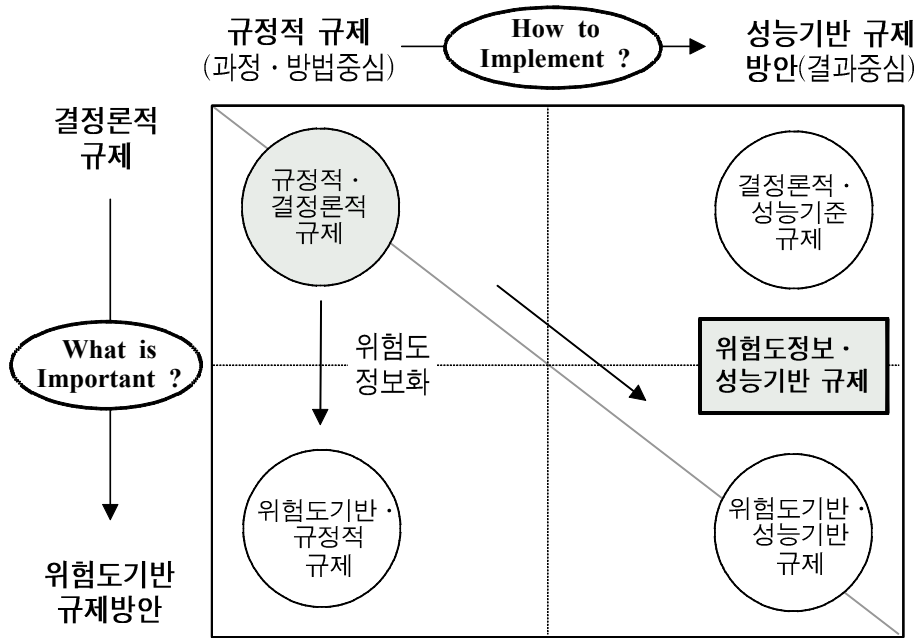 규정적 규제
(과정 · 방법중심)
How to
Implement ?
성능기반 규제
방안(결과중심)
결정론적
규제
What is
Important ?
위험도기반
규제방안
규정적 ·
결정론적
규제
결정론적 ·
성능기준
규제
위험도
정보화
위험도정보 ·
성능기반 규제
위험도기반 ·
규정적
규제
위험도기반 ·
성능기반
규제